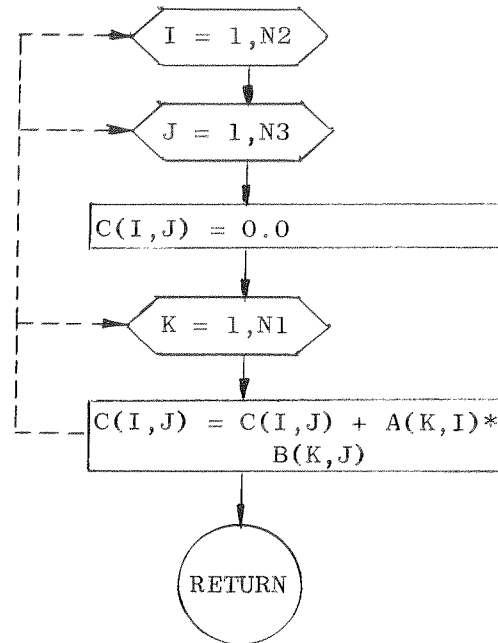 I = 1,N2
J = 1,N3
C(I,J) = 0.0
K = 1,N1
C(I,J) = C(I,J) + A(K,I)*
B(K,J)
RETURN